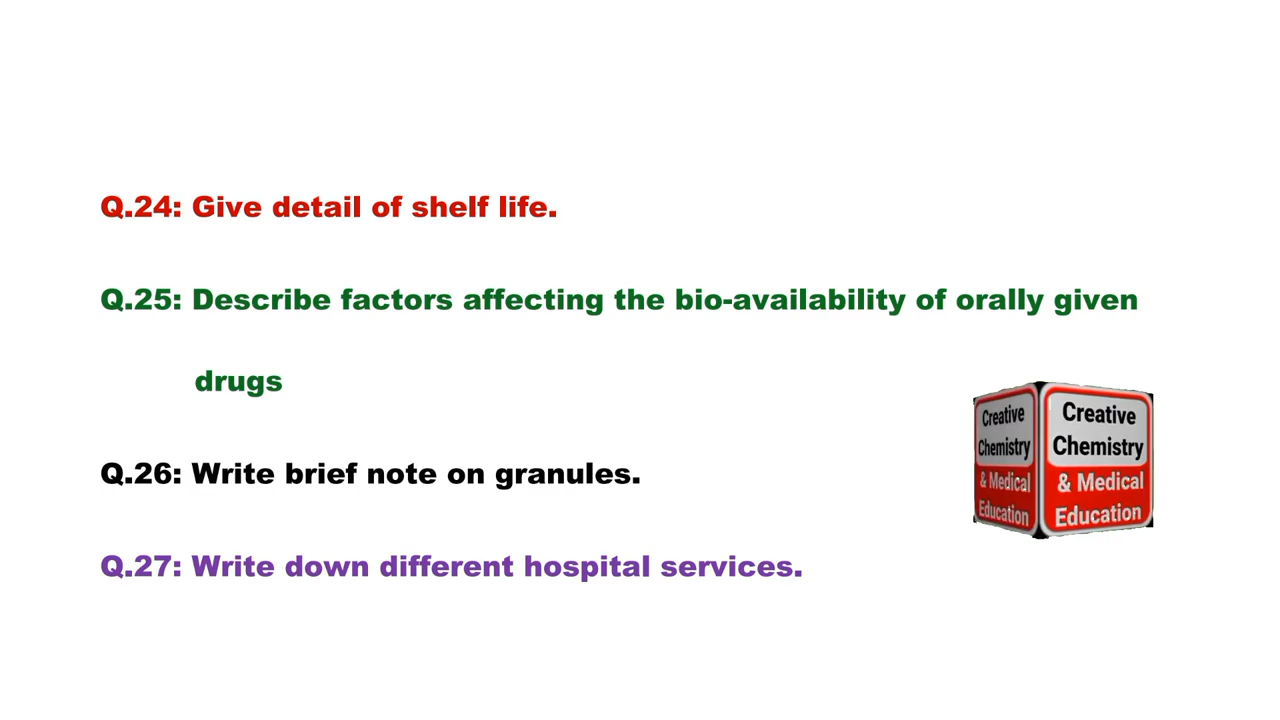 Q.24: Give detail of shelf life.
Q.25: Describe factors affecting the bio-availability of orally given
drugs
Creative
Chemistry
& Medical
Education
Creative
Chemistry
& Medical
Education
Q.26: Write brief note on granules.
Q.27: Write down different hospital services.